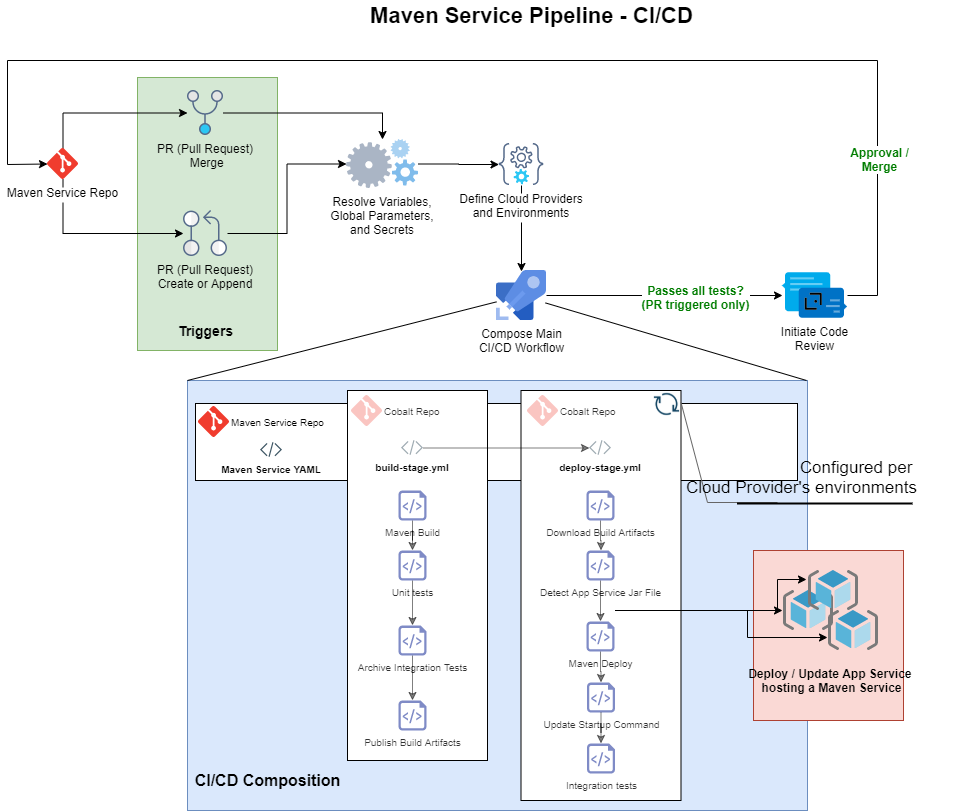 Maven Service Pipeline - CI/CD
PR (Pull Request)
Merge
Maven Service Repo
PR (Pull Request)
Create or Append
Triggers
Resolve Variables,
Global Parameters,
and Secrets
Define Cloud Providers
and Environments
Approval /
Merge
Compose Main
CI/CD Workflow
Passes all tests?
(PR triggered only)
Initiate Code
Review
Maven Service Repo
Maven Service YAML
Cobalt Repo
build-stage.yml
Maven Build
Unit tests
Archive Integration Tests
Publish Build Artifacts
Cobalt Repo
deploy-stage.yml
Download Build Artifacts
Detect App Service Jar File
Maven Deploy
Update Startup Command
Integration tests
Configured per
Cloud Provider's environments
Deploy / Update App Service
hosting a Maven Service
CI/CD Composition